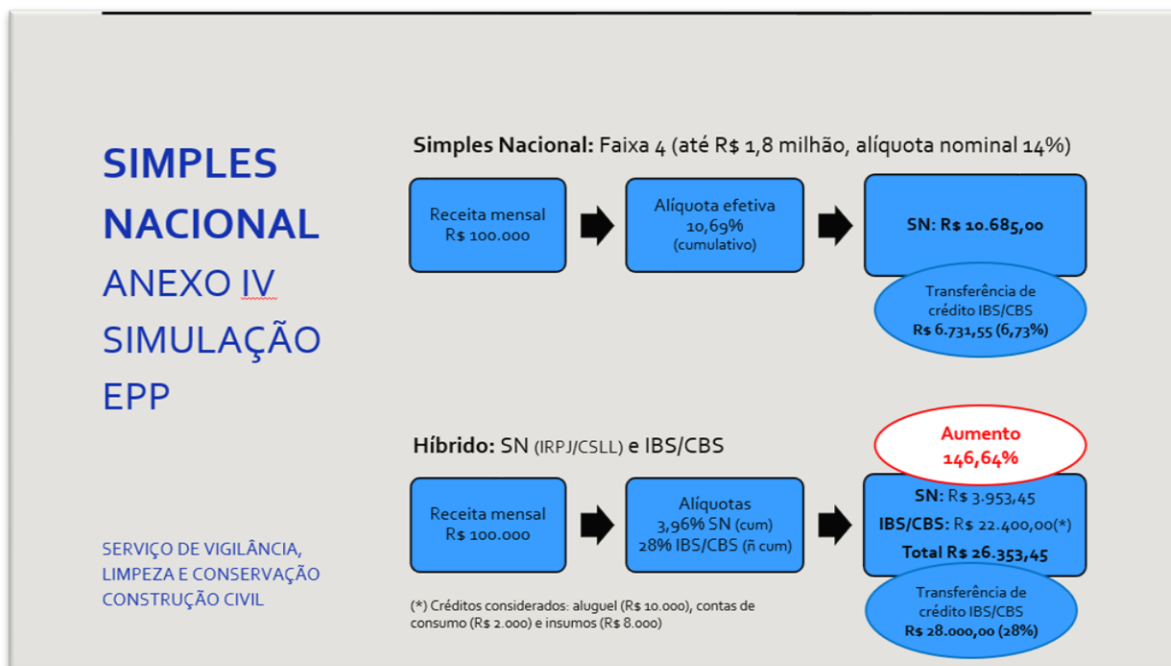 SIMPLES
NACIONAL
ANEXO IV
SIMULAÇÃO
EPP
SERVIÇO DE VIGILÂNCIA,
LIMPEZA E CONSERVAÇÃO
CONSTRUÇÃO CIVIL
Simples Nacional: Faixa 4 (até R$ 1,8 milhão, alíquota nominal 14%)
Receita mensal
R$ 100.000
Alíquota efetiva
10,69%
(cumulativo)
SN: R$ 10.685,00
Transferência de
crédito IBS/CBS
R$ 6.731,55 (6,73%)
Híbrido: SN (IRPJ/CSLL) e IBS/CBS
Receita mensal
R$ 100.000
Alíquotas
3,96% SN (cum)
28% IBS/CBS (ñ cum)
Aumento
146,64%
SN: R$ 3.953,45
IBS/CBS: R$ 22.400,00(*)
Total R$ 26.353,45
Transferência de
crédito IBS/CBS
R$ 28.000,00 (28%)
(*) Créditos considerados: aluguel (R$ 10.000), contas de
consumo (R$ 2.000) e insumos (R$ 8.000)